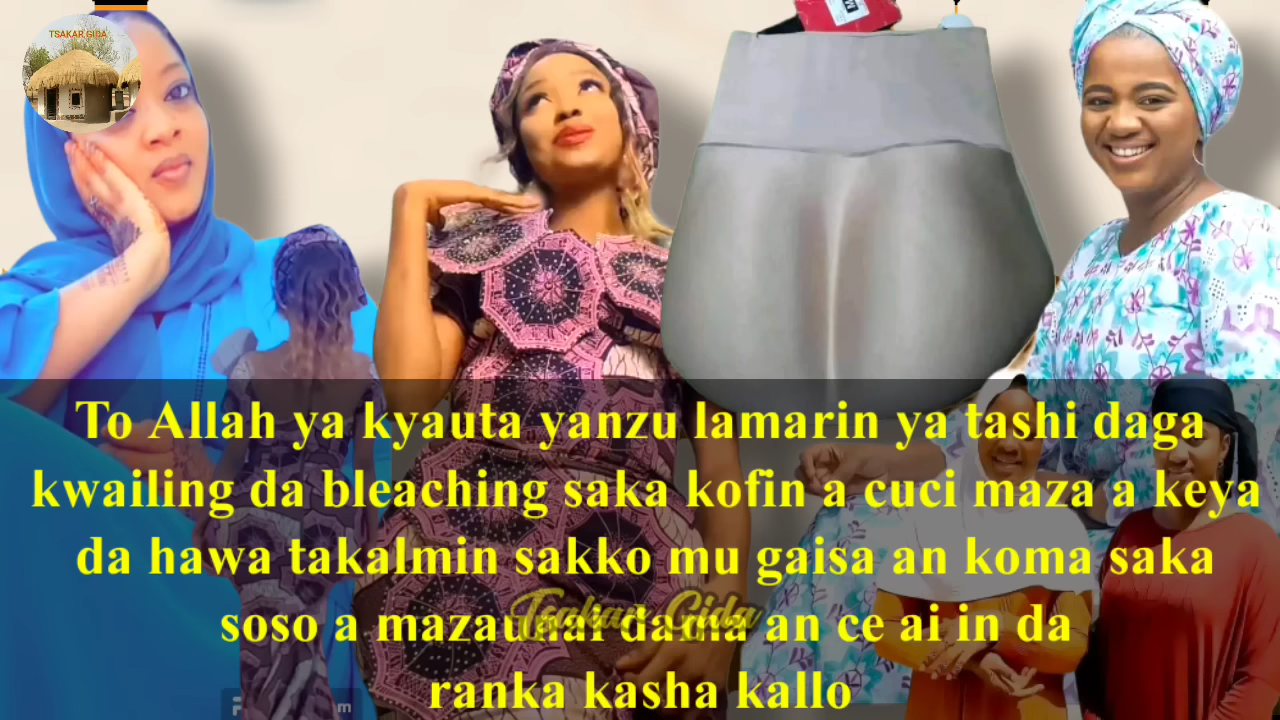 TSAKAR GIDA
M
To Allah ya kyauta yanzu lamarin ya tashi daga
kwailing da bleaching saka kofin a cuci maza a keya
da hawa takalmin sakko mu gaisa an koma saka
soso a mazaunai dama an ce ai in da
ranka kasha kallo
Tsakar Gida